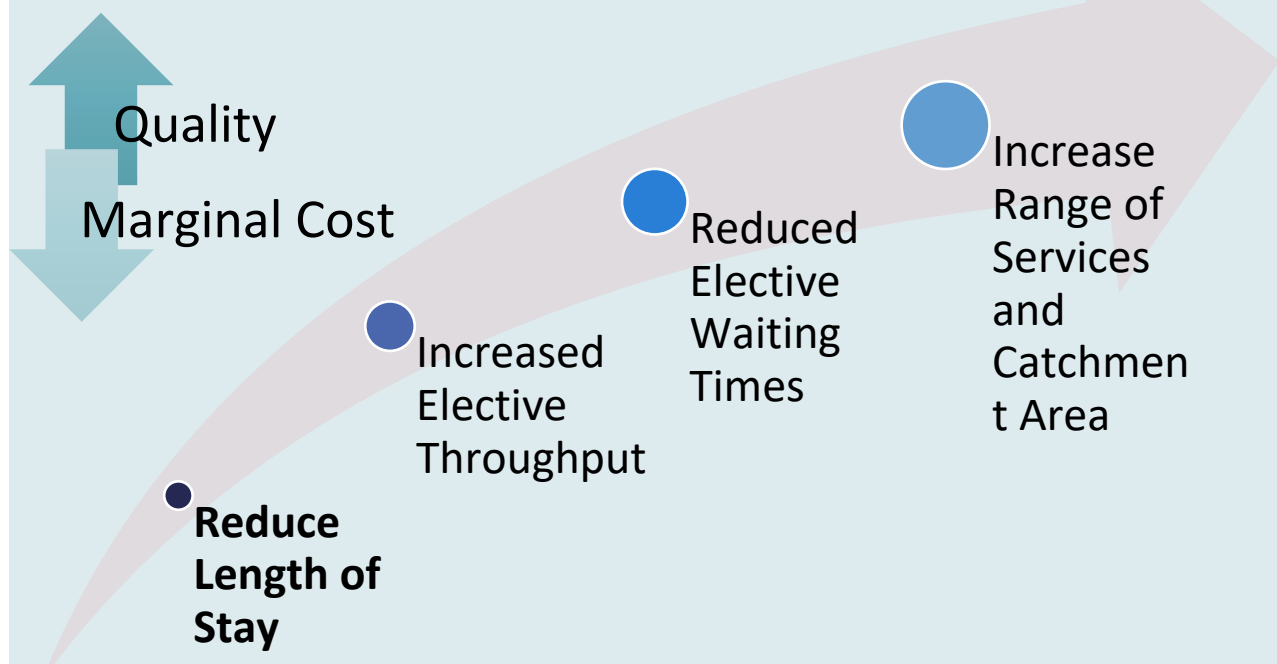 Quality
Marginal Cost
Increase
Range of
Services
and
Catchmen
t Area
Reduced
Elective
Waiting
Times
Increased
Elective
Throughput
Reduce
Length of
Stay